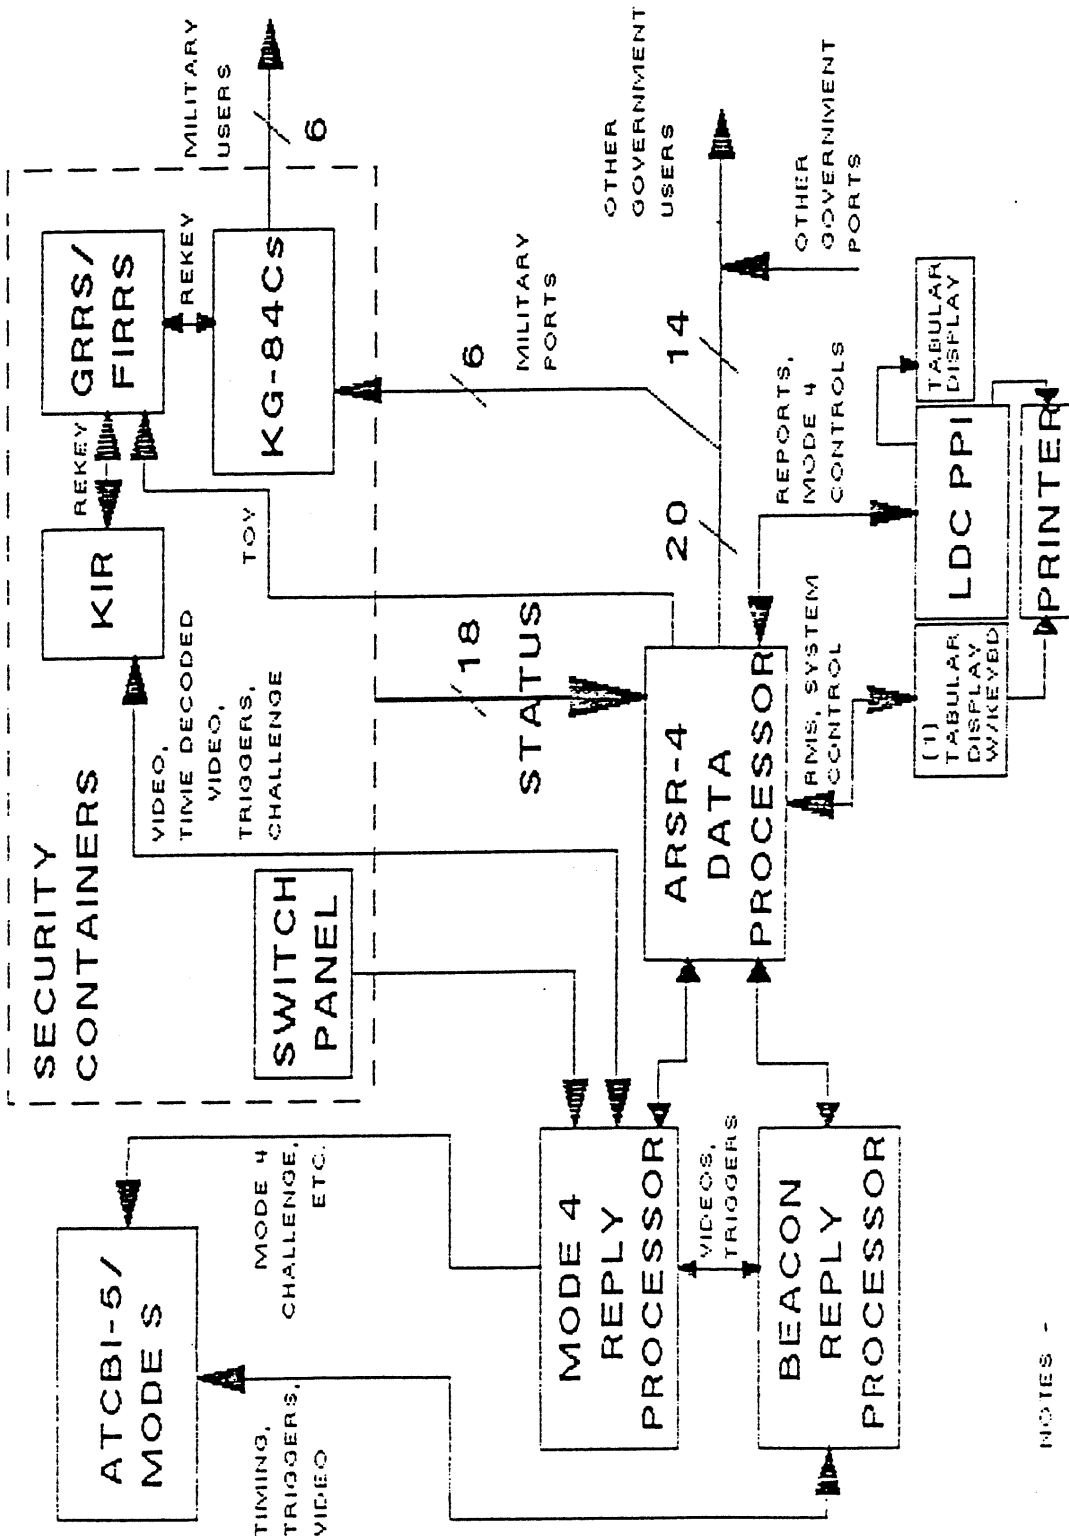 ATCBI-5/
MODE S
TIMING,
TRIGGERS,
VIDEO
MODE 4
CHALLENGE,
ETC.
SECURITY
CONTAINERS
SWITCH
PANEL
VIDEO,
TIME DECODED
VIDEO,
TRIGGERS,
CHALLENGE
KIR
REKEY
GRRS/
FIRRS
REKEY
KG-84Cs
TOV
MILITARY
USERS
6
18
STATUS
6
MILITARY
PORTS
MODE 4
REPLY
PROCESSOR
VIDEOS,
TRIGGERS
BEACON
REPLY
PROCESSOR
ARSR-4
DATA
PROCESSOR
20
14
OTHER
GOVERNMENT
USERS
OTHER
GOVERNMENT
PORTS
RMS, SYSTEM
CONTROL
REPORTS,
MODE 4
CONTROLS
(1)
TABULAR
DISPLAY
W/KEYBD
LDC PPI
TABULAR
DISPLAY
PRINTER
NOTES -